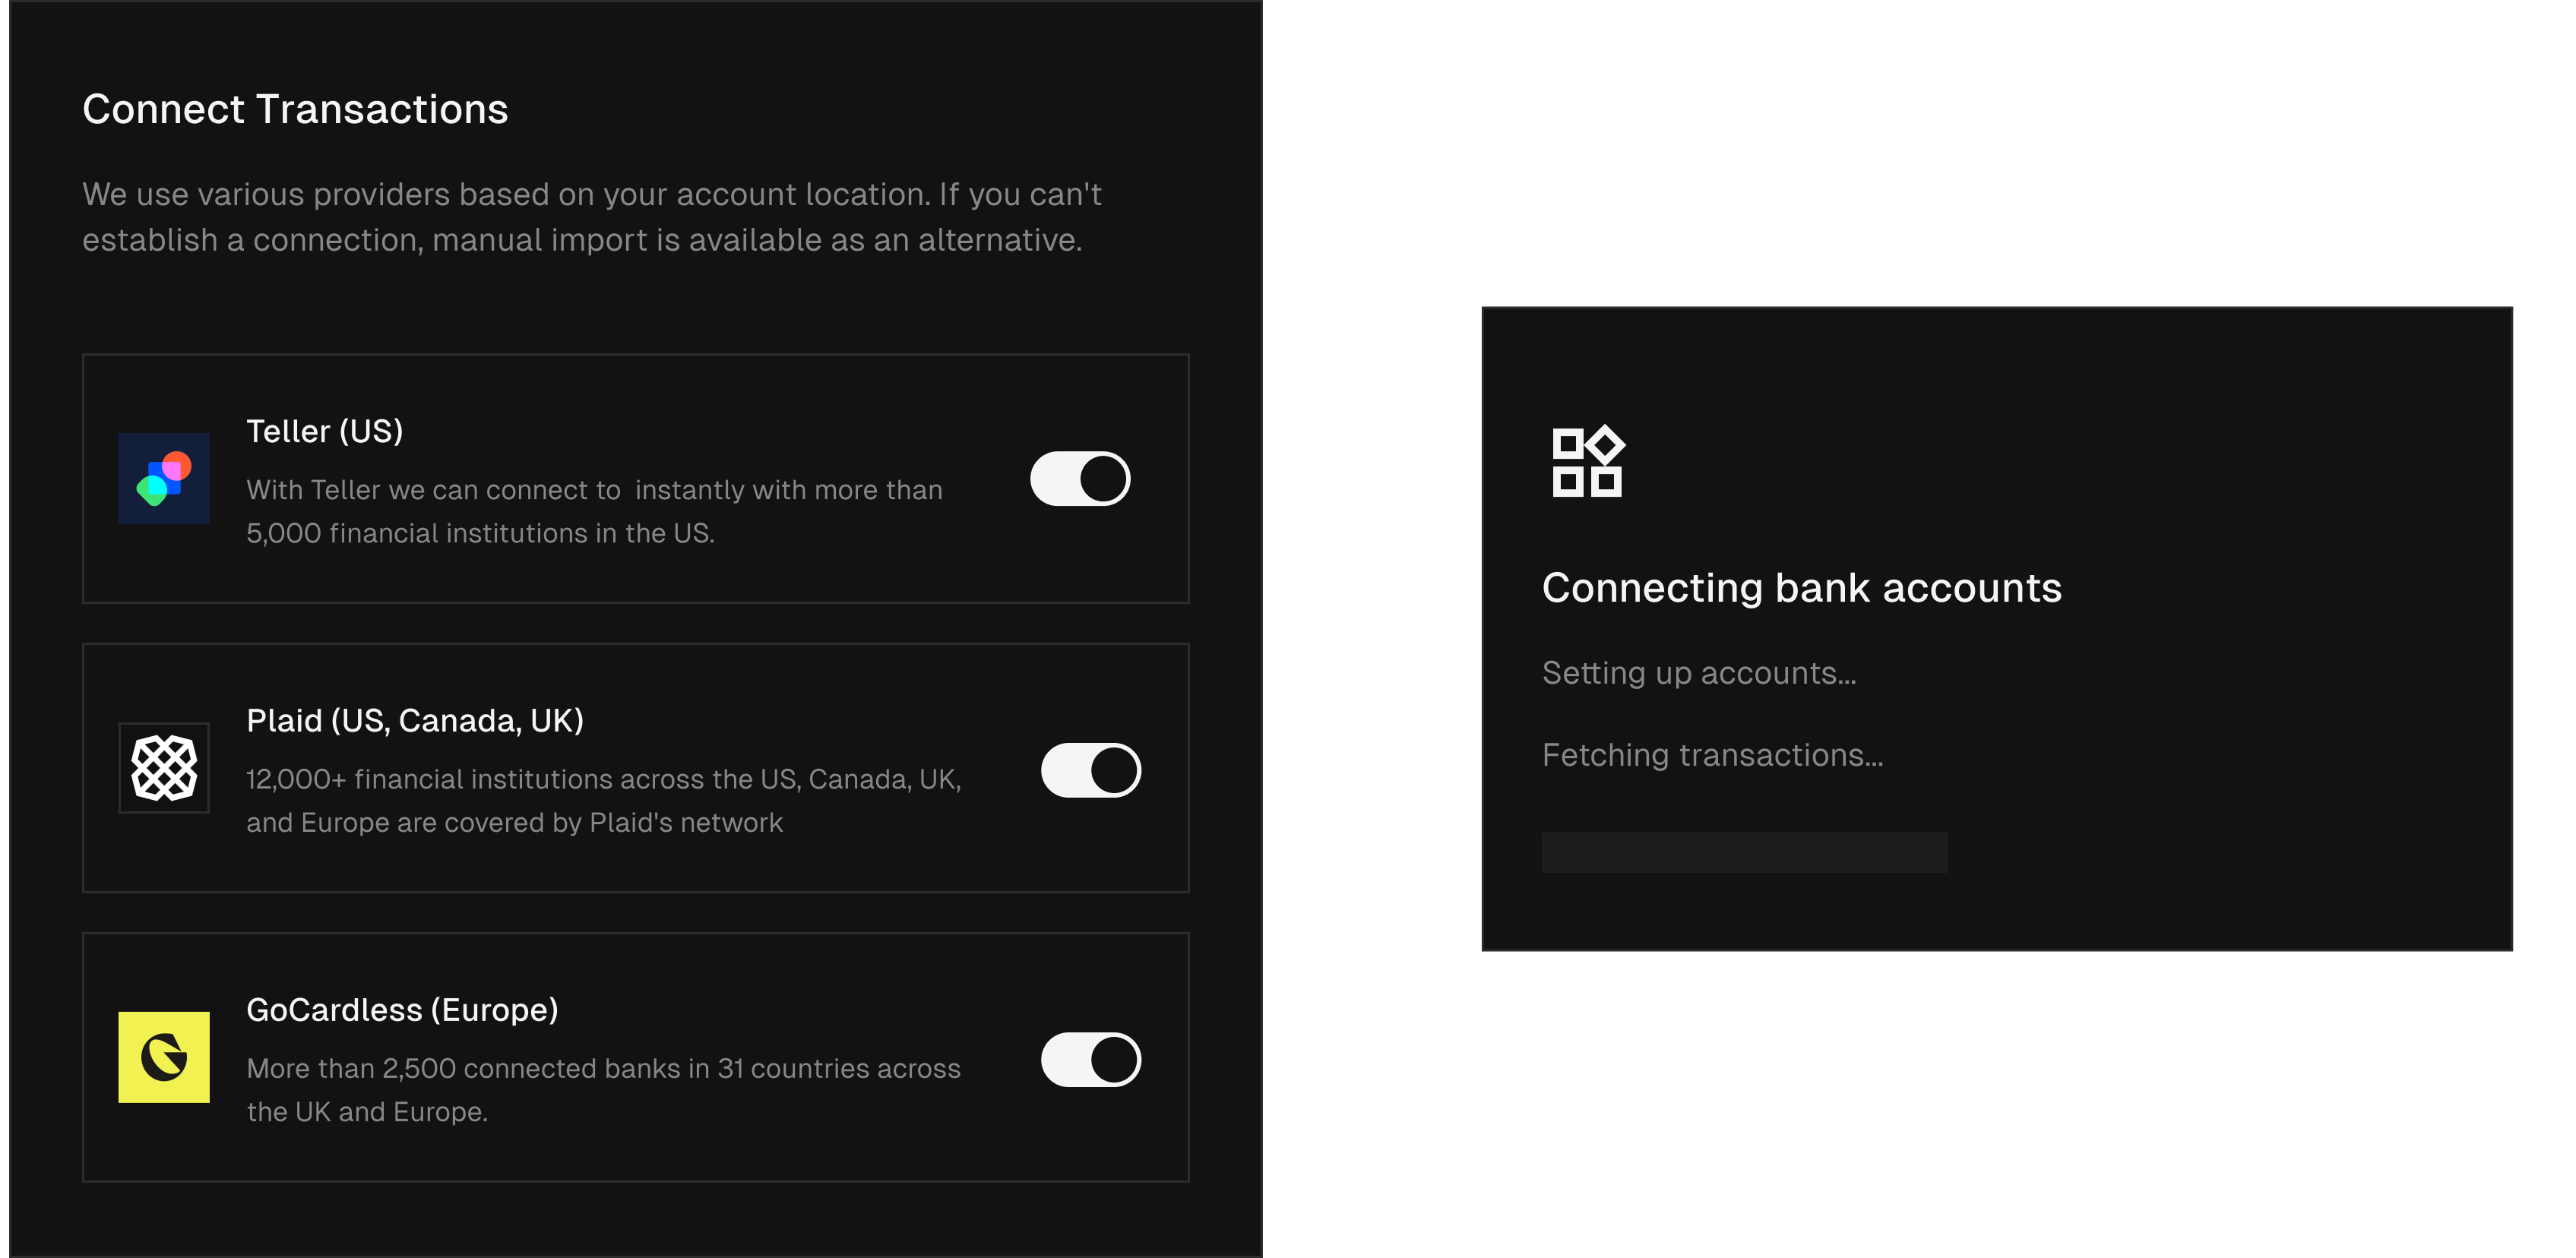 Connect Transactions
We use various providers based on your account location. If you can't
establish a connection, manual import is available as an alternative.
Teller (US)
With Teller we can connect to  instantly with more than
5,000 financial institutions in the US.
Plaid (US, Canada, UK)
12,000+ financial institutions across the US, Canada, UK,
and Europe are covered by Plaid's network
GoCardless (Europe)
More than 2,500 connected banks in 31 countries across
the UK and Europe.
Connecting bank accounts
Setting up accounts...
Fetching transactions...